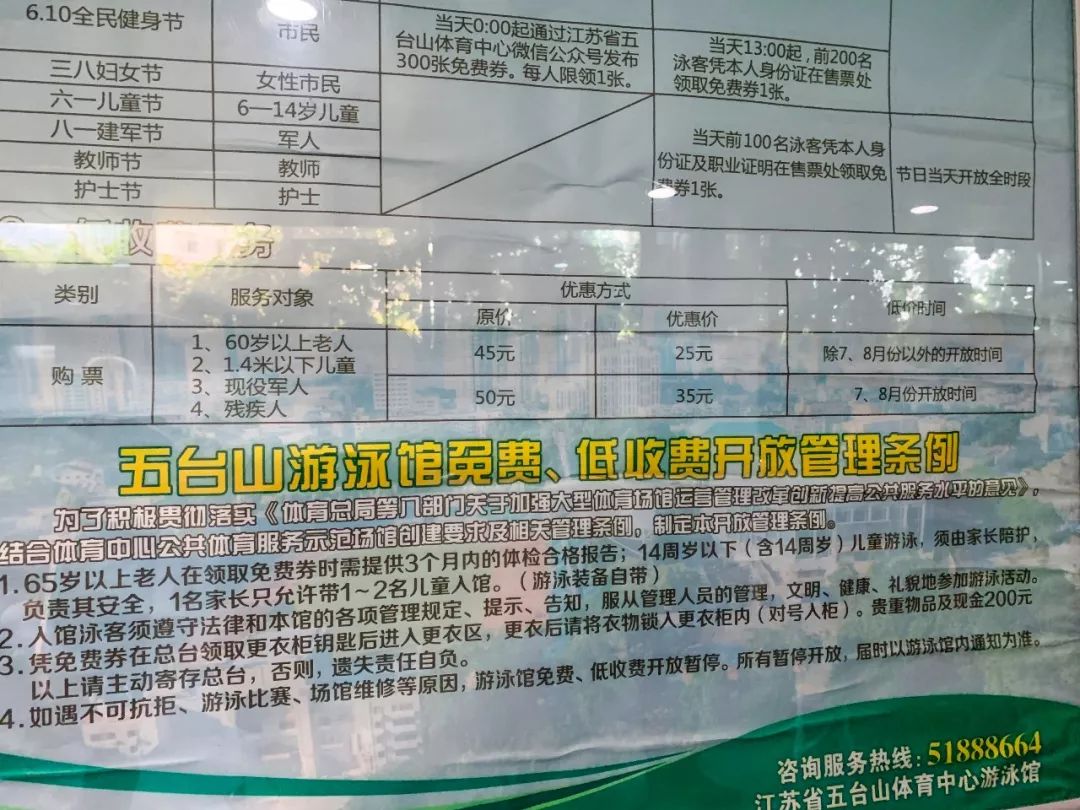 6.10全民健身节
市民
当天0:00起通过江苏省五
台山体育中心微信公众号发布
300张免费券。每人限领1张。
当天13:00起，前200名
泳客凭本人身份证在售票处
领取免费券1张。
三八妇女节
女性市民
六一儿童节
6—14岁儿童
八一建军节
军人
教师节
教师
护士节
护士
当天前100名泳客凭本人身
份证及职业证明在售票处领取免
费券1张。
节日当天开放全时段
类别
服务对象
优惠方式
低价时间
原价
优惠价
购 票
1、60岁以上老人
2、1.4米以下儿童
3、现役军人
4、残疾人
45元
25元
除7、8月份以外的开放时间
50元
35元
7、8月份开放时间
五台山游泳馆免费、低收费开放管理条例
为了积极贯彻落实《体育总局等八部门关于加强大型体育场馆运营管理改革创新提高公共服务水平的意见》，
结合体育中心公共体育服务示范场馆创建要求及相关管理条例，制定本开放管理条例。
1.65岁以上老人在领取免费券时需提供3个月内的体检合格报告；14周岁以下（含14周岁）儿童游泳，须由家长陪护，
负责其安全，1名家长只允许带1～2名儿童入馆。（游泳装备自带）
2.入馆泳客须遵守法律和本馆的各项管理规定、提示、告知，服从管理人员的管理，文明、健康、礼貌地参加游泳活动。
3.凭免费券在总台领取更衣柜钥匙后进入更衣区，更衣后请将衣物锁入更衣柜内（对号入柜）。贵重物品及现金200元
以上请主动寄存总台，否则，遗失责任自负。
4.如遇不可抗拒、游泳比赛、场馆维修等原因，游泳馆免费、低收费开放暂停。所有暂停开放，届时以游泳馆内通知为准。
咨询服务热线：51888664
江苏省五台山体育中心游泳馆